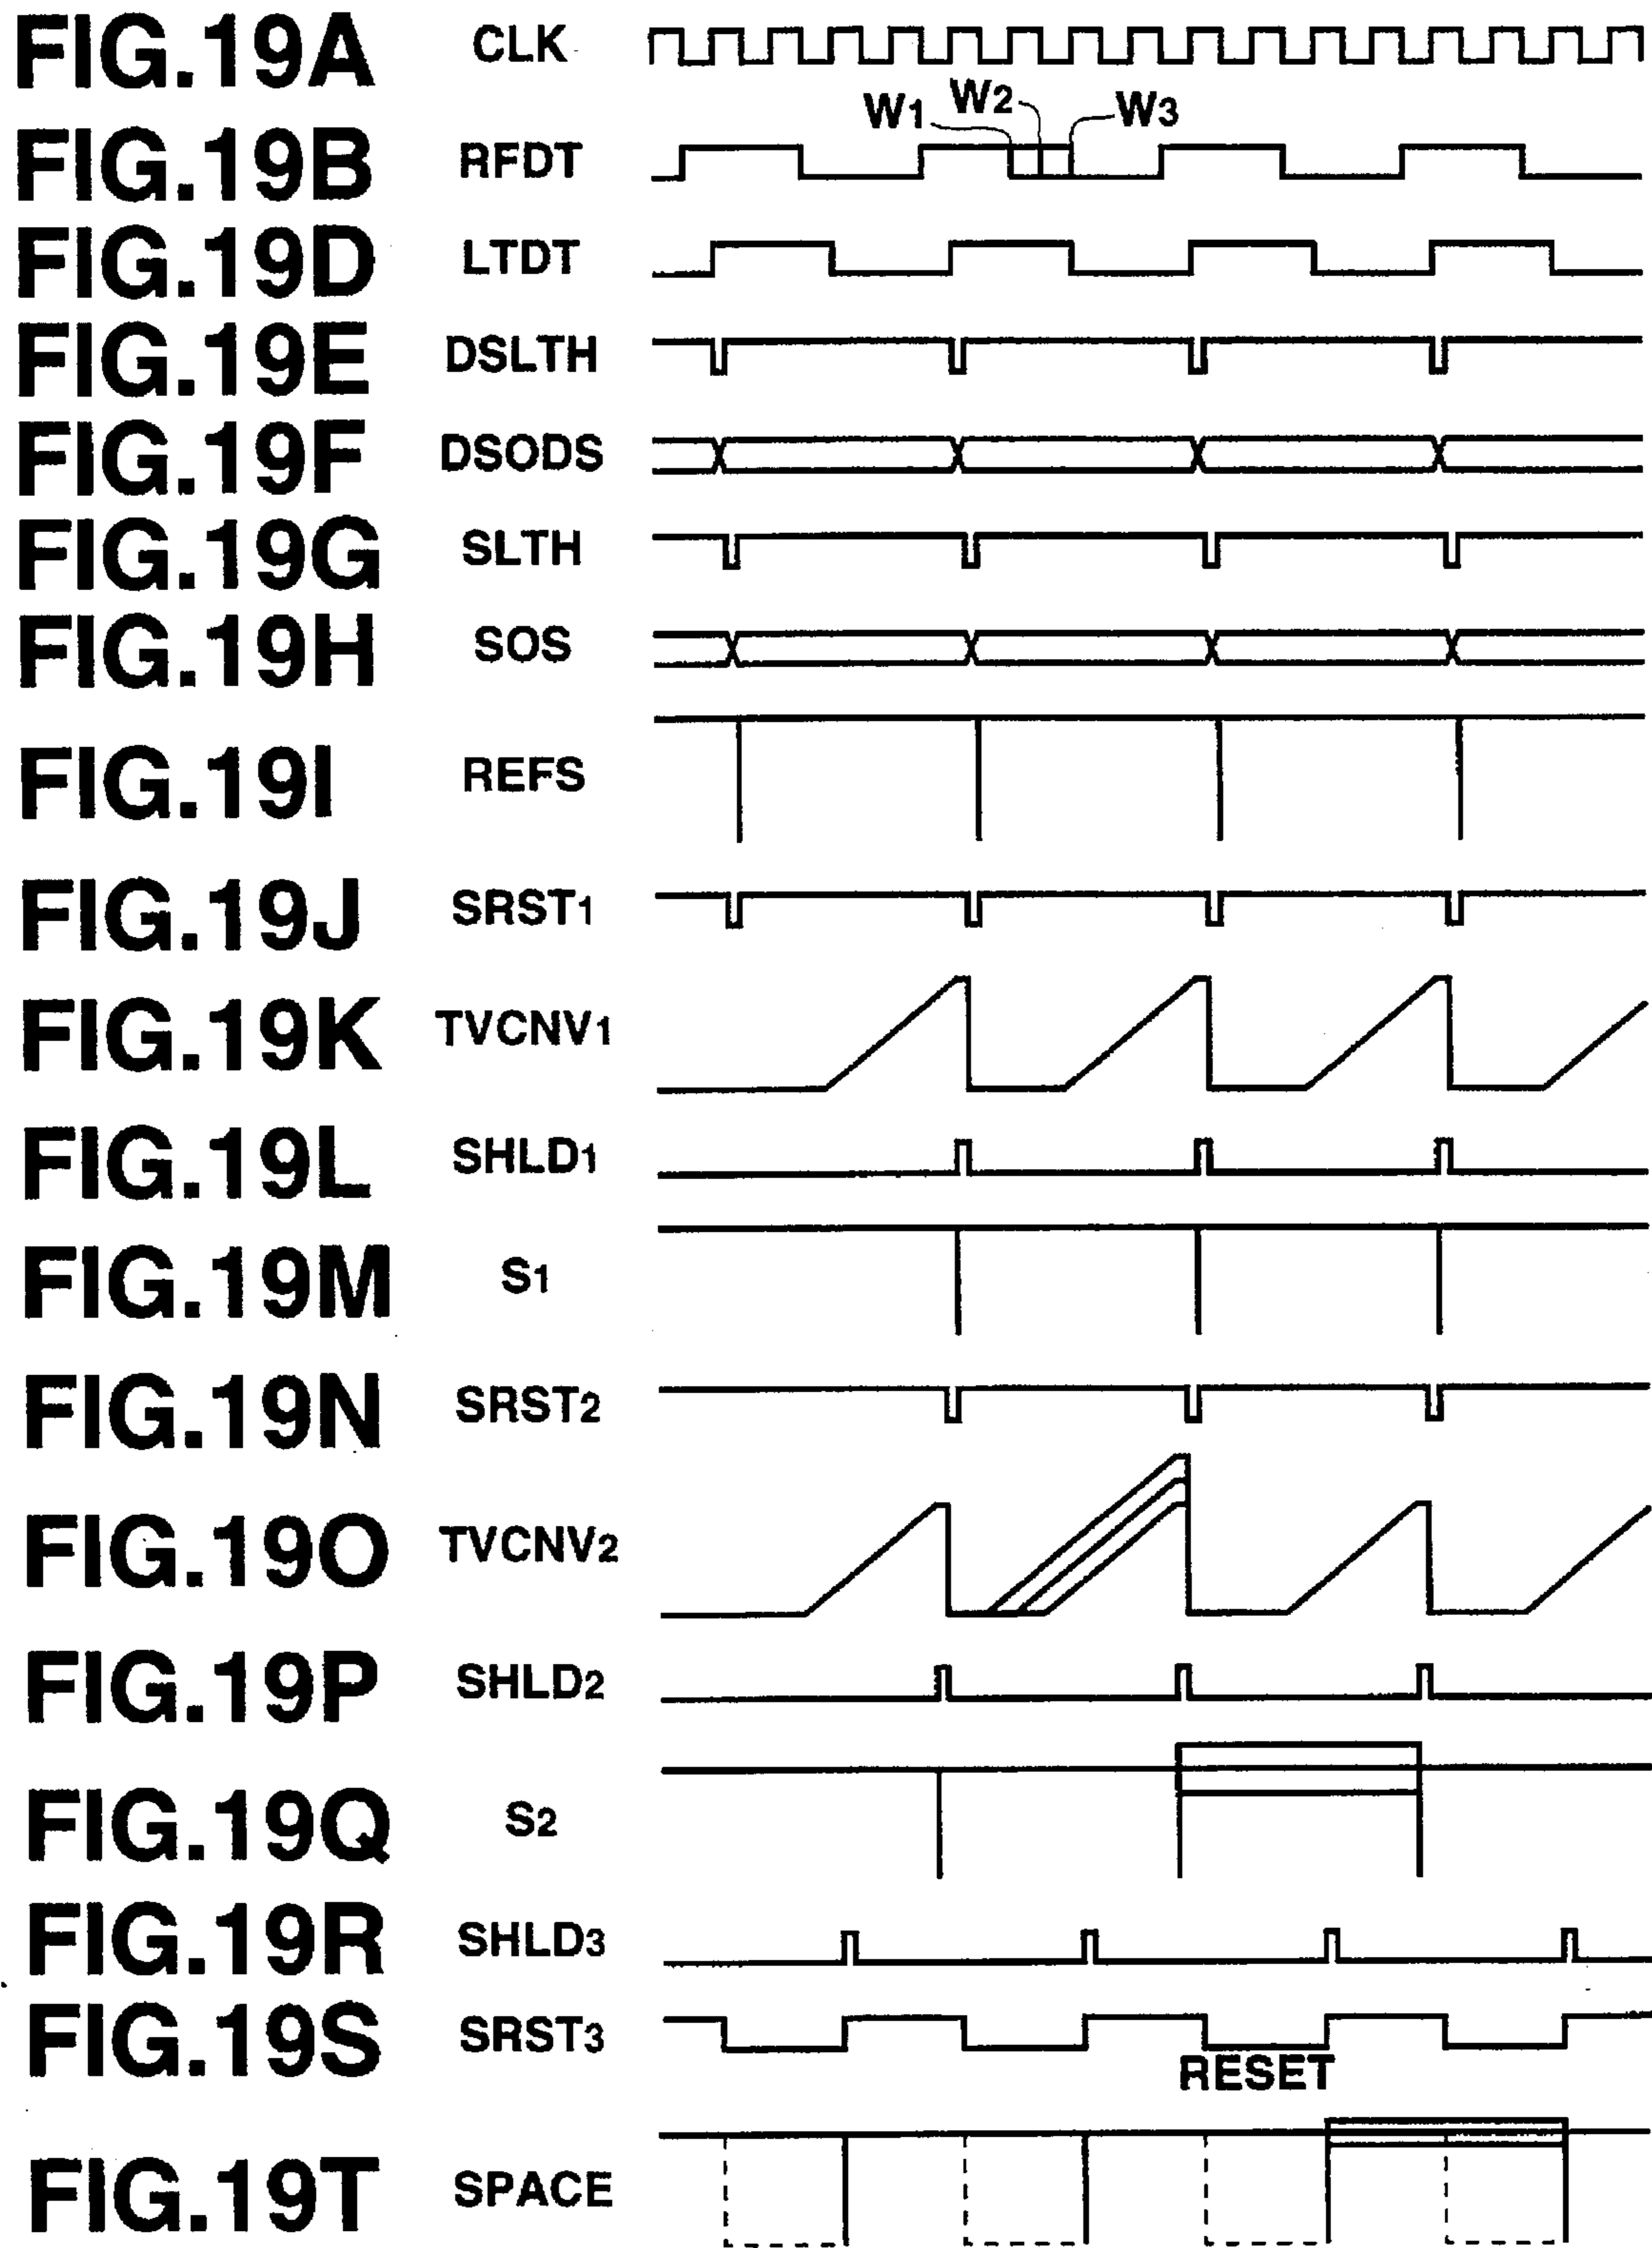 FIG.19A CLK
W1 W2 W3
FIG.19B RFDT
FIG.19D LTDT
FIG.19E DSLTH
FIG.19F DSODS
FIG.19G SLTH
FIG.19H SOS
FIG.19I REFS
FIG.19J SRST1
FIG.19K TVCNV1
FIG.19L SHLD1
FIG.19M S1
FIG.19N SRST2
FIG.19O TVCNV2
FIG.19P SHLD2
FIG.19Q S2
FIG.19R SHLD3
FIG.19S SRST3
RESET
FIG.19T SPACE